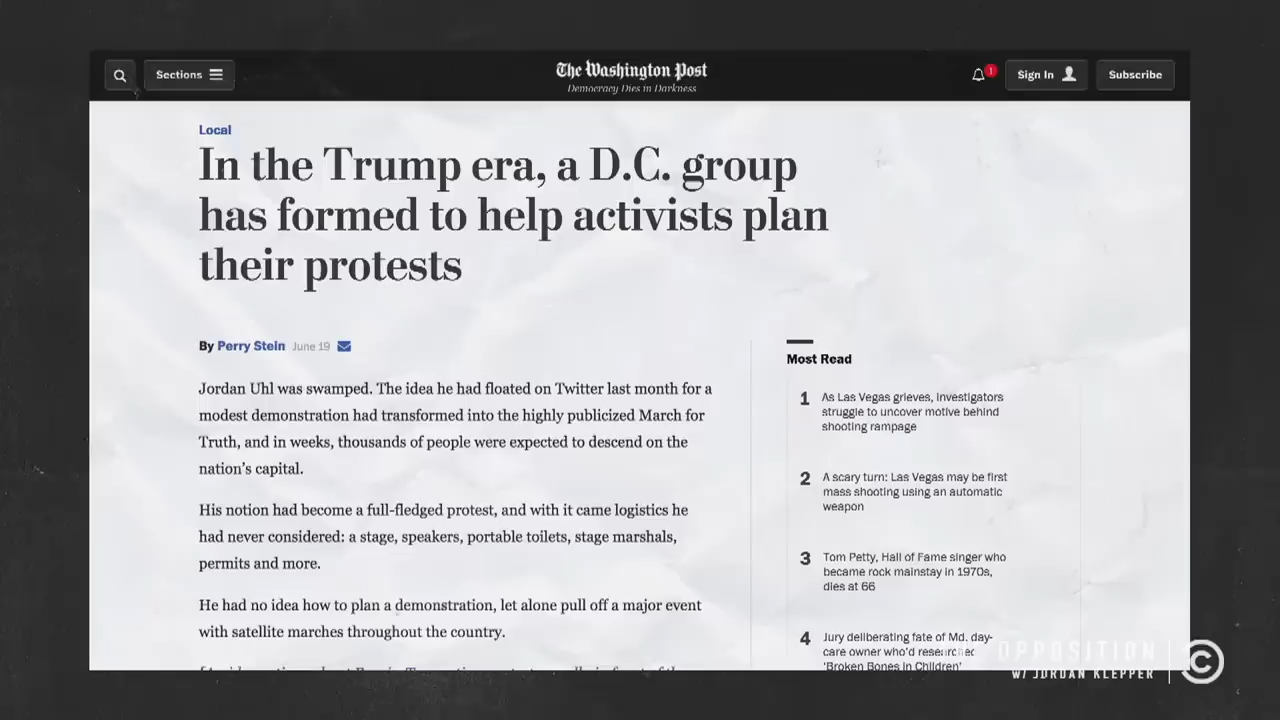 Sections
The Washington Post
Democracy Dies in Darkness
1
Sign In
Subscribe
Local
In the Trump era, a D.C. group
has formed to help activists plan
their protests
By Perry Stein June 19
Jordan Uhl was swamped. The idea he had floated on Twitter last month for a
modest demonstration had transformed into the highly publicized March for
Truth, and in weeks, thousands of people were expected to descend on the
nation's capital.
His notion had become a full-fledged protest, and with it came logistics he
had never considered: a stage, speakers, portable toilets, stage marshals,
permits and more.
He had no idea how to plan a demonstration, let alone pull off a major event
with satellite marches throughout the country.
Most Read
1 As Las Vegas grieves, investigators
struggle to uncover motive behind
shooting rampage
2 A scary turn: Las Vegas may be first
mass shooting using an automatic
weapon
3 Tom Petty, Hall of Fame singer who
became rock mainstay in 1970s,
dies at 66
4 Jury deliberating fate of Md. day-
care owner who'd researched
'Broken Bones in Children'
OPPOSITION
W/ JORDAN KLEPPER